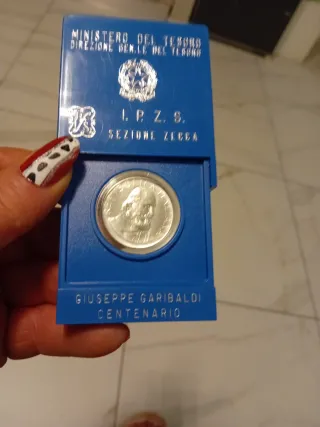 MINISTERO DEL TESORO
DIREZIONE GEN.LE DEL TESORO
I. P. Z. S.
SEZIONE ZECCA
GIUSEPPE GARIBALDI
CENTENARIO